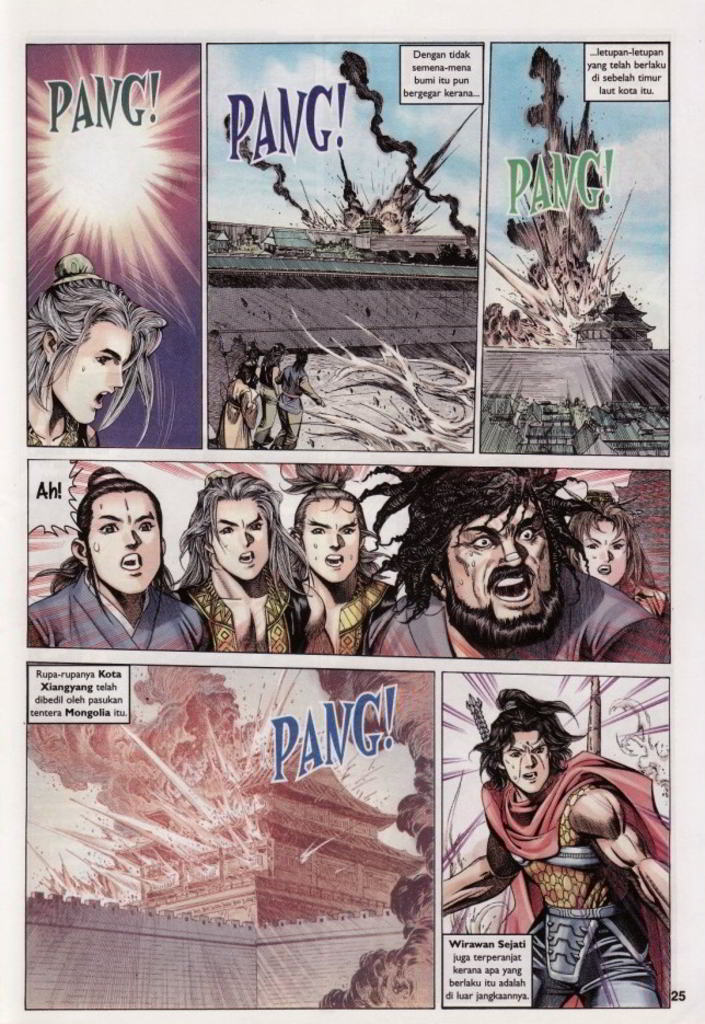 PANG!
PANG!
Dengan tidak
semena-mena
bumi itu pun
bergegar kerana...
PANG!
...letupan-letupan
yang telah berlaku
di sebelah timur
laut kota itu.
Ah!
Rupa-rupanya Kota
Xiangyang telah
dibedil oleh pasukan
tentera Mongolia itu.
PANG!
Wirawan Sejati
juga terperanjat
kerana apa yang
berlaku itu adalah
di luar jangkaannya.
25